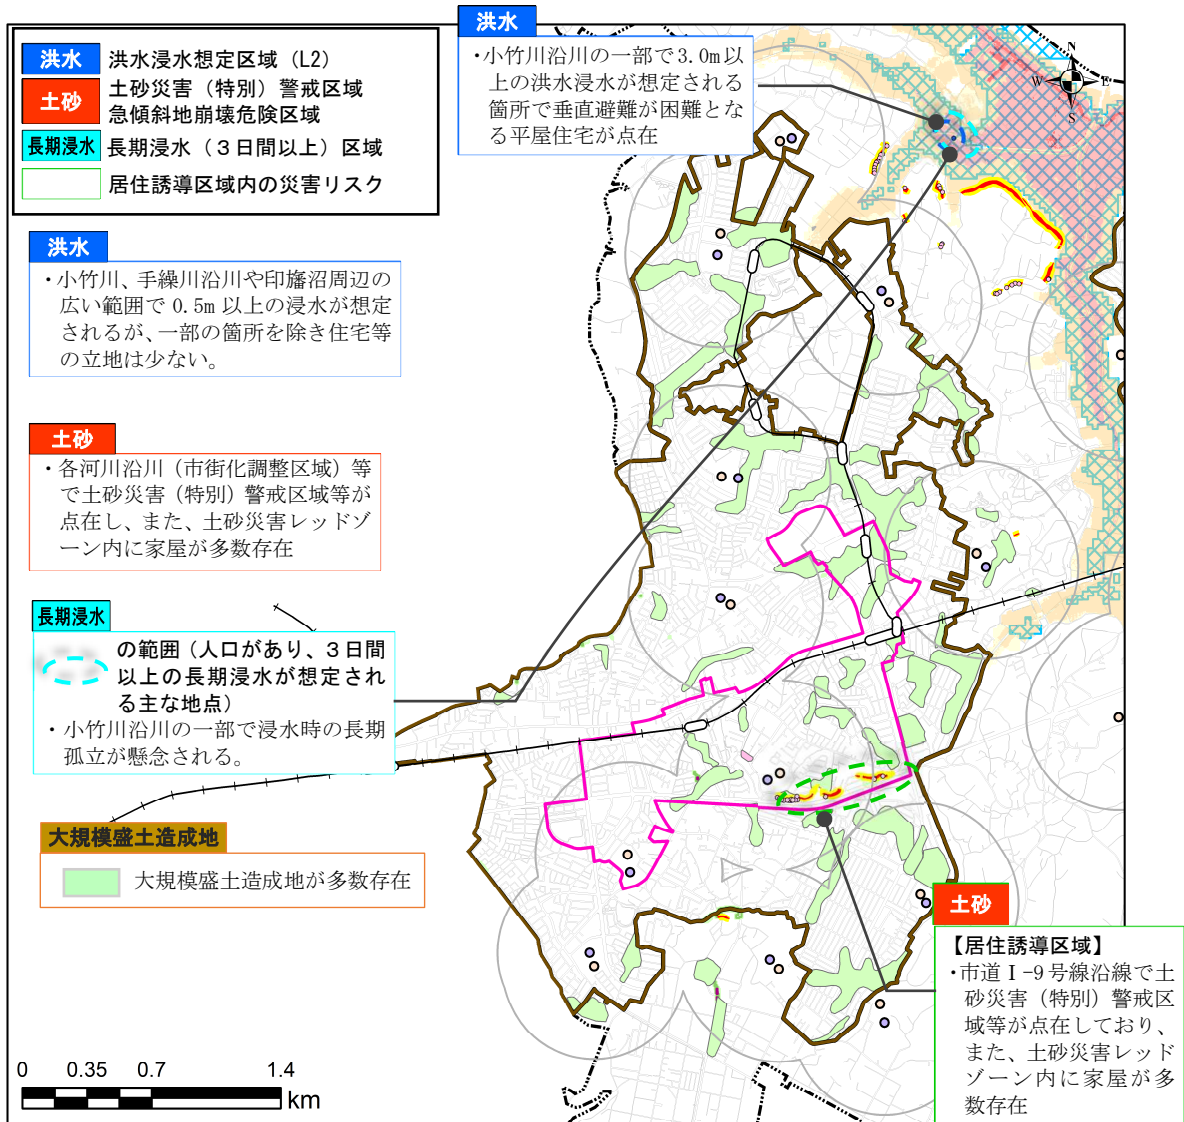 洪水
洪水浸水想定区域（L2）
土砂
土砂災害（特別）警戒区域
急傾斜地崩壊危険区域
長期浸水
長期浸水（３日間以上）区域
居住誘導区域内の災害リスク
洪水
・小竹川沿川の一部で3.0m以
上の洪水浸水が想定される
箇所で垂直避難が困難とな
る平屋住宅が点在
N
W
E
S
洪水
・小竹川、手繰川沿川や印旛沼周辺の
広い範囲で0.5m以上の浸水が想定
されるが、一部の箇所を除き住宅等
の立地は少ない。
土砂
・各河川沿川（市街化調整区域）等
で土砂災害（特別）警戒区域等が
点在し、また、土砂災害レッドゾ
ーン内に家屋が多数存在
長期浸水
の範囲（人口があり、３日間
以上の長期浸水が想定され
る主な地点）
・小竹川沿川の一部で浸水時の長期
孤立が懸念される。
大規模盛土造成地
大規模盛土造成地が多数存在
土砂
【居住誘導区域】
・市道Ⅰ-9号線沿線で土
砂災害（特別）警戒区
域等が点在しており、
また、土砂災害レッド
ゾーン内に家屋が多
数存在
0 0.35 0.7 1.4
km